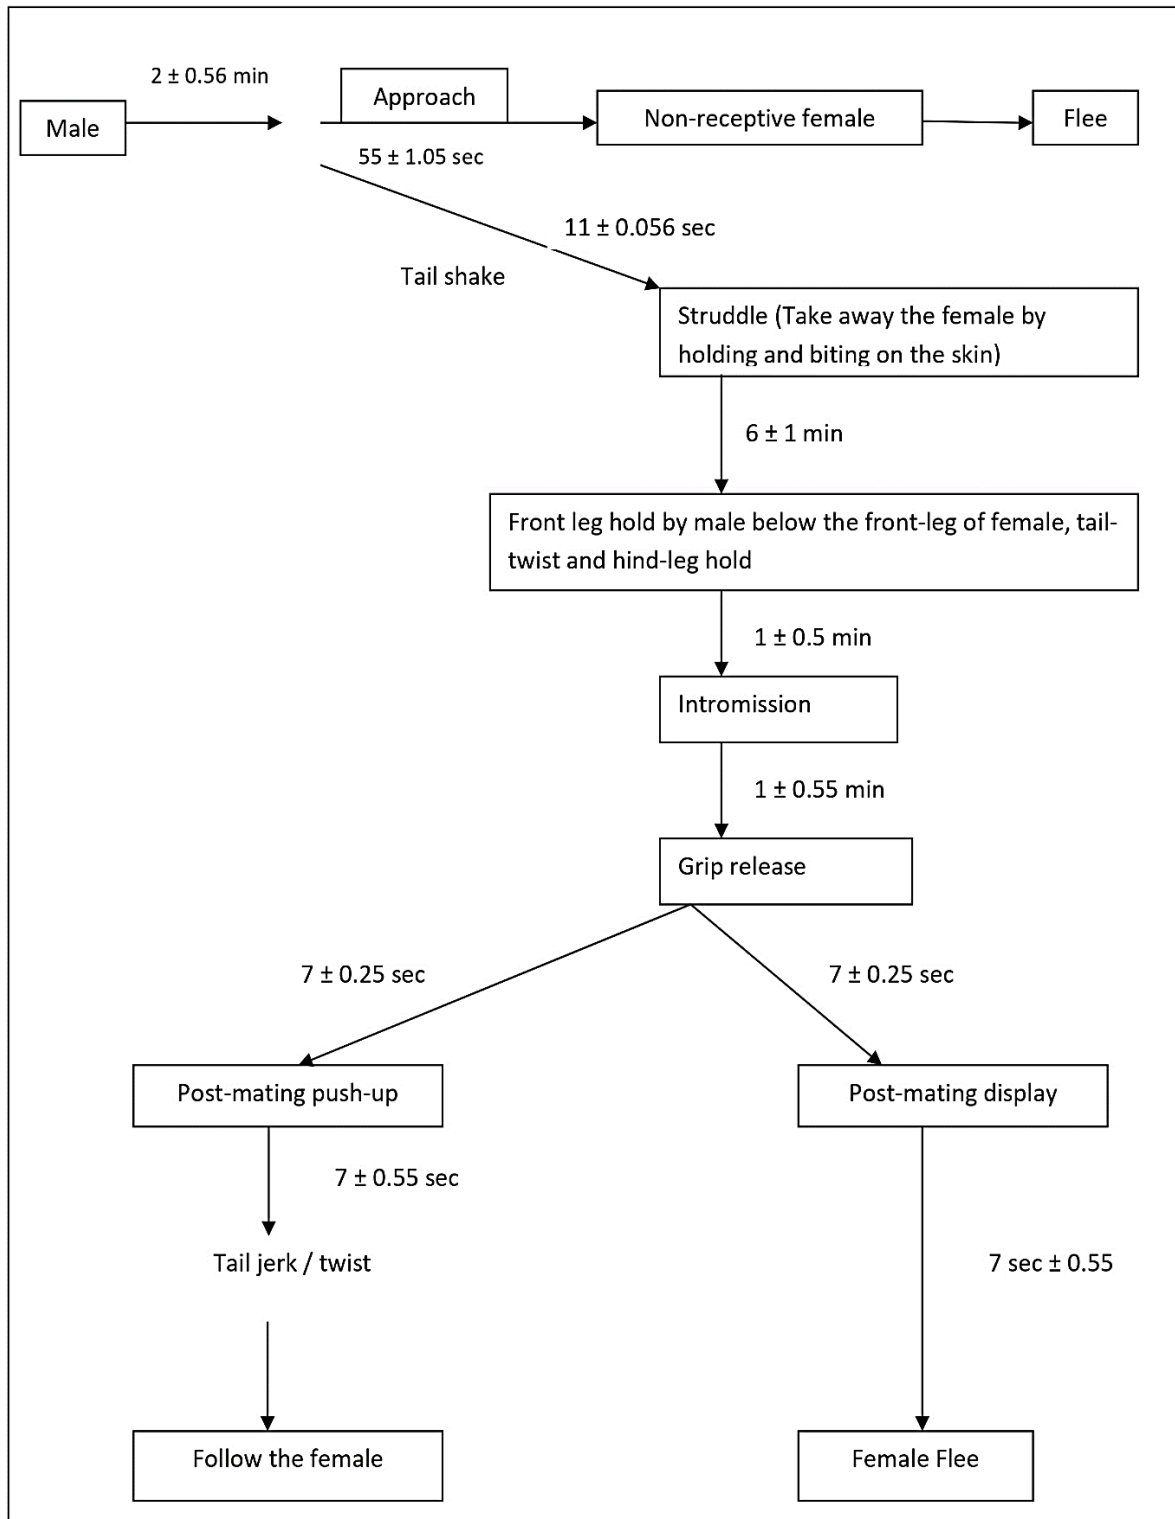 2 ± 0.56 min
Approach
Male
Non-receptive female
Flee
55 ± 1.05 sec
11 ± 0.056 sec
Tail shake
Struddle (Take away the female by
holding and biting on the skin)
6 ± 1 min
Front leg hold by male below the front-leg of female, tail-
twist and hind-leg hold
1 ± 0.5 min
Intromission
1 ± 0.55 min
Grip release
7 ± 0.25 sec
7 ± 0.25 sec
Post-mating push-up
Post-mating display
7 ± 0.55 sec
Tail jerk / twist
7 sec ± 0.55
Follow the female
Female Flee